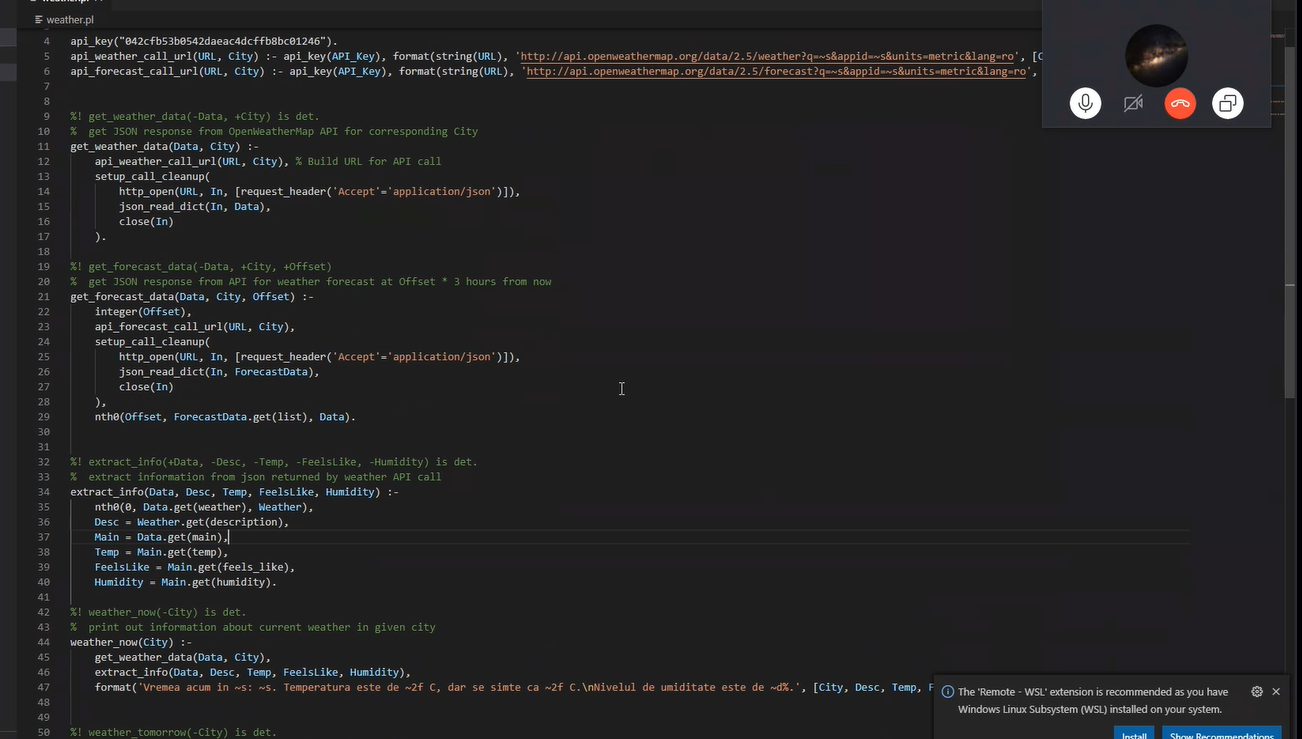 weather.pl
4 api_key("042cfb53b0542daeac4dcffb8bc01246").
5 api_weather_call_url(URL, City) :- api_key(API_Key), format(string(URL), 'http://api.openweathermap.org/data/2.5/weather?q=~s&appid=~s&units=metric&lang=ro', [C
6 api_forecast_call_url(URL, City) :- api_key(API_Key), format(string(URL), 'http://api.openweathermap.org/data/2.5/forecast?q=~s&appid=~s&units=metric&lang=ro',
7
8
9 %! get_weather_data(-Data, +City) is det.
10 %  get JSON response from OpenWeatherMap API for corresponding City
11 get_weather_data(Data, City) :-
12     api_weather_call_url(URL, City), % Build URL for API call
13     setup_call_cleanup(
14         http_open(URL, In, [request_header('Accept'='application/json')]),
15         json_read_dict(In, Data),
16         close(In)
17     ).
18
19 %! get_forecast_data(-Data, +City, +Offset)
20 %  get JSON response from API for weather forecast at Offset * 3 hours from now
21 get_forecast_data(Data, City, Offset) :-
22     integer(Offset),
23     api_forecast_call_url(URL, City),
24     setup_call_cleanup(
25         http_open(URL, In, [request_header('Accept'='application/json')]),
26         json_read_dict(In, ForecastData),
27         close(In)
28     ),
29     nth0(Offset, ForecastData.get(list), Data).
30
31
32 %! extract_info(+Data, -Desc, -Temp, -FeelsLike, -Humidity) is det.
33 %  extract information from json returned by weather API call
34 extract_info(Data, Desc, Temp, FeelsLike, Humidity) :-
35     nth0(0, Data.get(weather), Weather),
36     Desc = Weather.get(description),
37     Main = Data.get(main),
38     Temp = Main.get(temp),
39     FeelsLike = Main.get(feels_like),
40     Humidity = Main.get(humidity).
41
42 %! weather_now(-City) is det.
43 %  print out information about current weather in given city
44 weather_now(City) :-
45     get_weather_data(Data, City),
46     extract_info(Data, Desc, Temp, FeelsLike, Humidity),
47     format('Vremea acum in ~s: ~s. Temperatura este de ~2f C, dar se simte ca ~2f C.\nNivelul de umiditate este de ~d%.', [City, Desc, Temp, F
48
49
50 %! weather_tomorrow(-City) is det.
The 'Remote - WSL' extension is recommended as you have
Windows Linux Subsystem (WSL) installed on your system.
Install
Show Recommendations